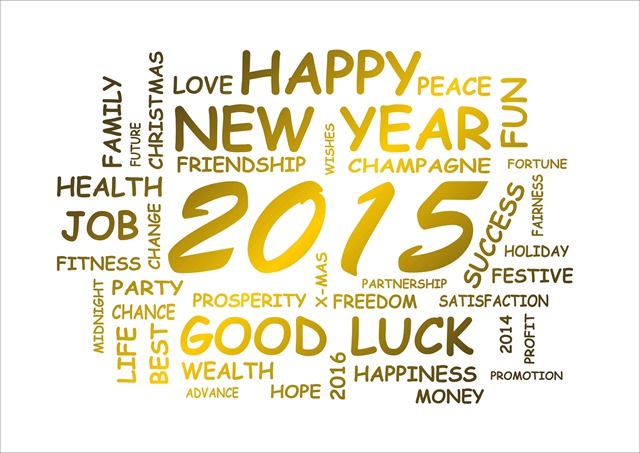 HAPPY
LOVE
PEACE
NEW YEAR
FUN
FAMILY
FUTURE
CHRISTMAS
WISHES
FRIENDSHIP
CHAMPAGNE
FORTUNE
HEALTH
2015
JOB
CHANGE
SUCCESS
FAIRNESS
FITNESS
HOLIDAY
X-MAS
PARTNERSHIP
FESTIVE
MIDNIGHT
PARTY
PROSPERITY
FREEDOM
SATISFACTION
CHANCE
GOOD LUCK
LIFE
BEST
2014
PROFIT
WEALTH
2016
HAPPINESS
PROMOTION
ADVANCE
HOPE
MONEY